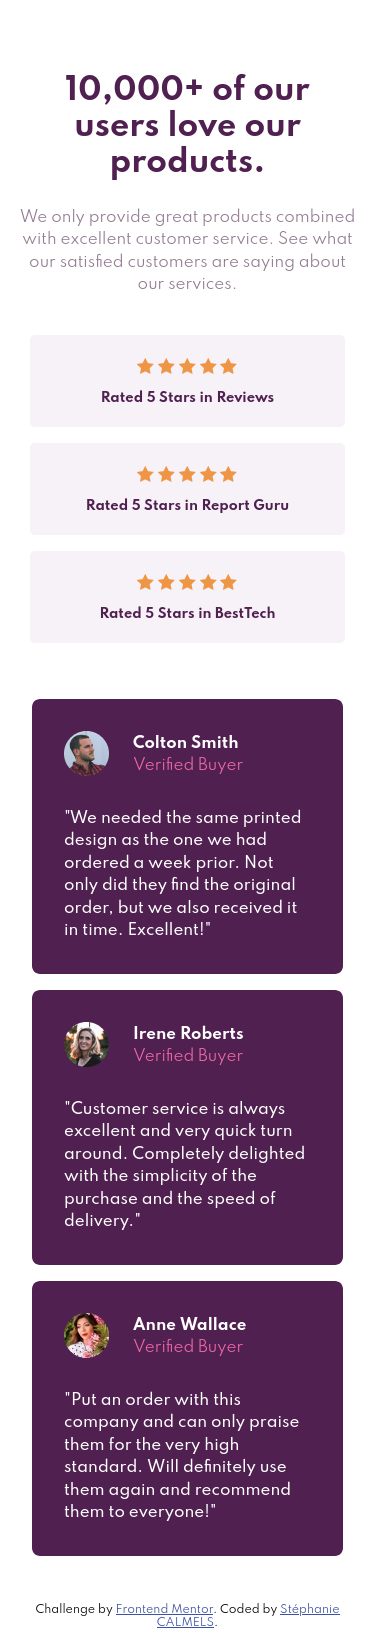 10,000+ of our
users love our
products.
We only provide great products combined
with excellent customer service. See what
our satisfied customers are saying about
our services.
Rated 5 Stars in Reviews
Rated 5 Stars in Report Guru
Rated 5 Stars in BestTech
Colton Smith
Verified Buyer
"We needed the same printed
design as the one we had
ordered a week prior. Not
only did they find the original
order, but we also received it
in time. Excellent!"
Irene Roberts
Verified Buyer
"Customer service is always
excellent and very quick turn
around. Completely delighted
with the simplicity of the
purchase and the speed of
delivery."
Anne Wallace
Verified Buyer
"Put an order with this
company and can only praise
them for the very high
standard. Will definitely use
them again and recommend
them to everyone!"
Challenge by Frontend Mentor. Coded by Stéphanie
CALMELS.